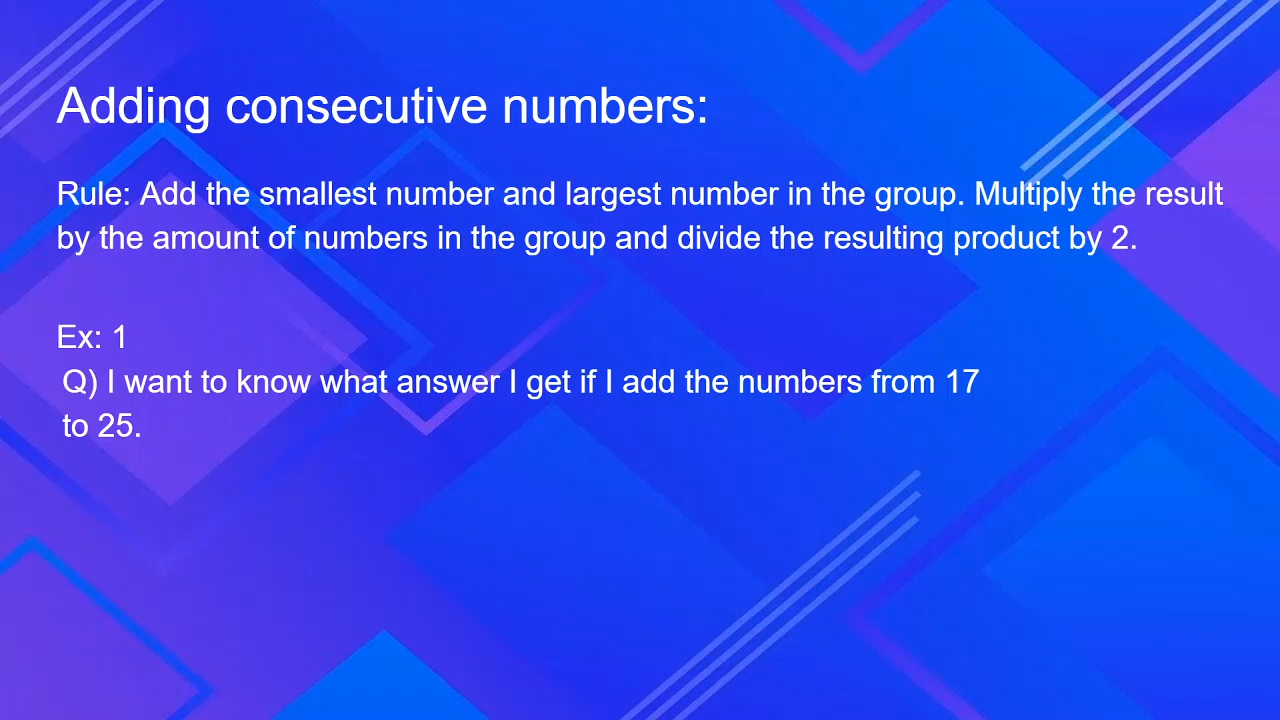 Adding consecutive numbers:
Rule: Add the smallest number and largest number in the group. Multiply the result
by the amount of numbers in the group and divide the resulting product by 2.
Ex: 1
Q) I want to know what answer I get if I add the numbers from 17
to 25.